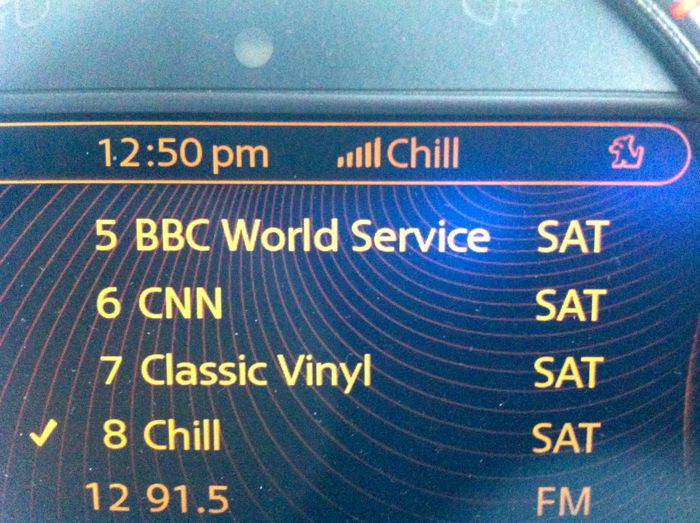 12:50 pm Chill
5 BBC World Service SAT
6 CNN SAT
7 Classic Vinyl SAT
8 Chill SAT
12 91.5 FM